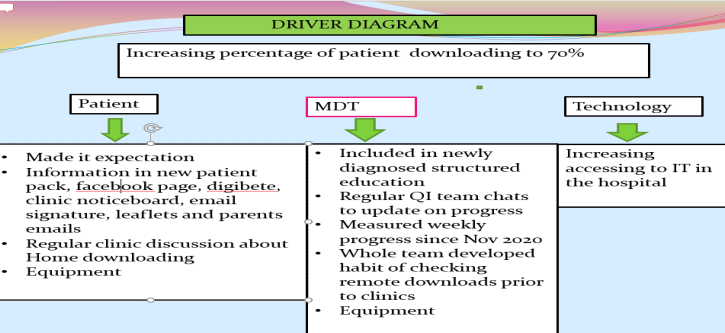 DRIVER DIAGRAM
Increasing percentage of patient downloading to 70%
Patient
• Made it expectation
• Information in new patient
pack, facebook page, digibete,
clinic noticeboard, email
signature, leaflets and parents
emails
• Regular clinic discussion about
Home downloading
• Equipment
MDT
• Included in newly
diagnosed structured
education
• Regular QI team chats
to update on progress
• Measured weekly
progress since Nov 2020
• Whole team developed
habit of checking
remote downloads prior
to clinics
• Equipment
Technology
Increasing
accessing to IT in
the hospital